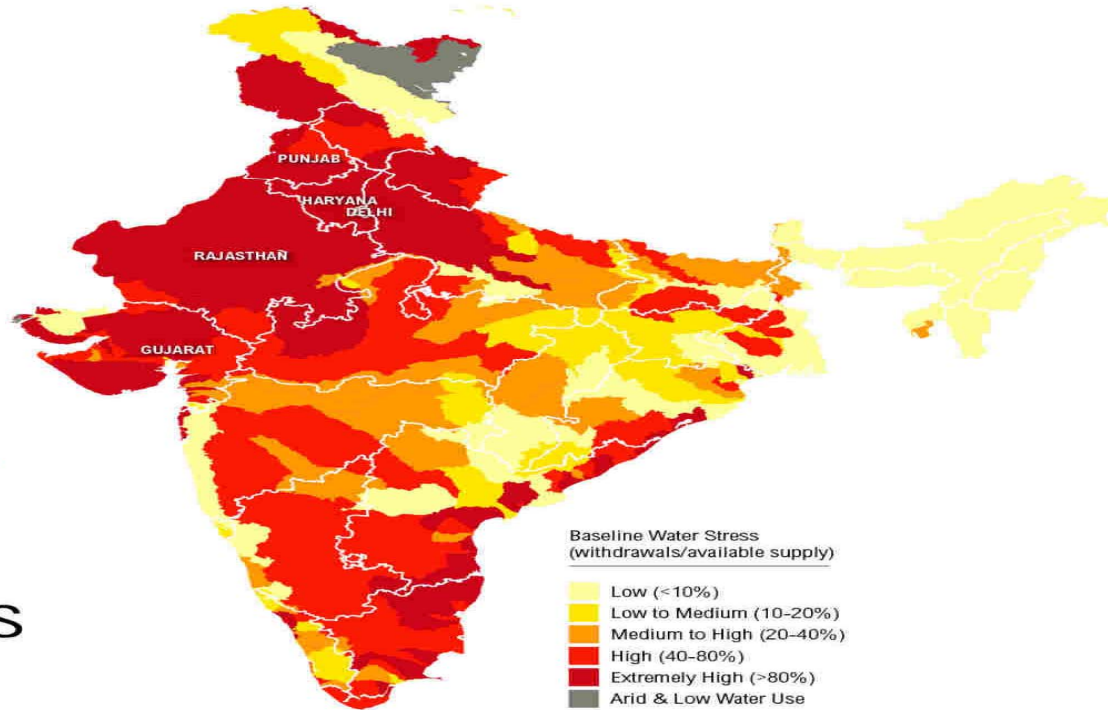 PUNJAB
HARYANA
DELHI
RAJASTHAN
GUJARAT
S
Baseline Water Stress
(withdrawals/available supply)
Low (<10%)
Low to Medium (10-20%)
Medium to High (20-40%)
High (40-80%)
Extremely High (>80%)
Arid & Low Water Use